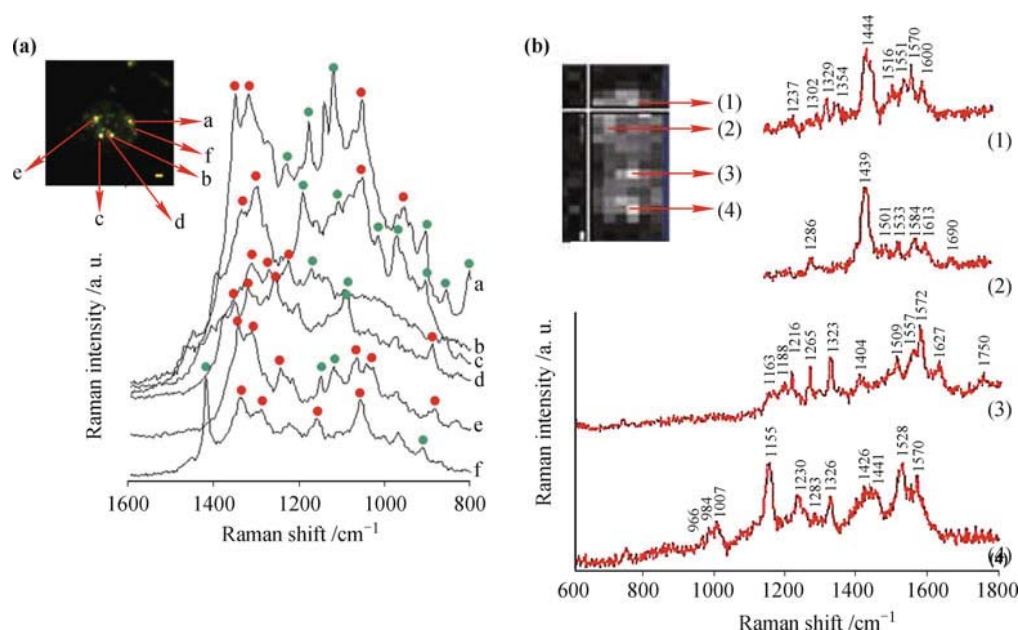 (a)
a
f
b
e
c
d
Raman intensity /a. u.
a
b
c
d
e
f
1600 1400 1200 1000 800
Raman shift /cm⁻¹
(b)
(1)
(2)
(3)
(4)
1237
1302
1329
1354
1444
1516
1551
1570
1600
(1)
1286
1439
1501
1533
1584
1613
1690
(2)
Raman intensity /a. u.
1163
1188
1216
1265
1323
1404
1509
1557
1572
1627
1750
(3)
966
984
1007
1155
1230
1283
1326
1426
1441
1528
1570
600 800 1000 1200 1400 1600 1800
Raman shift /cm⁻¹